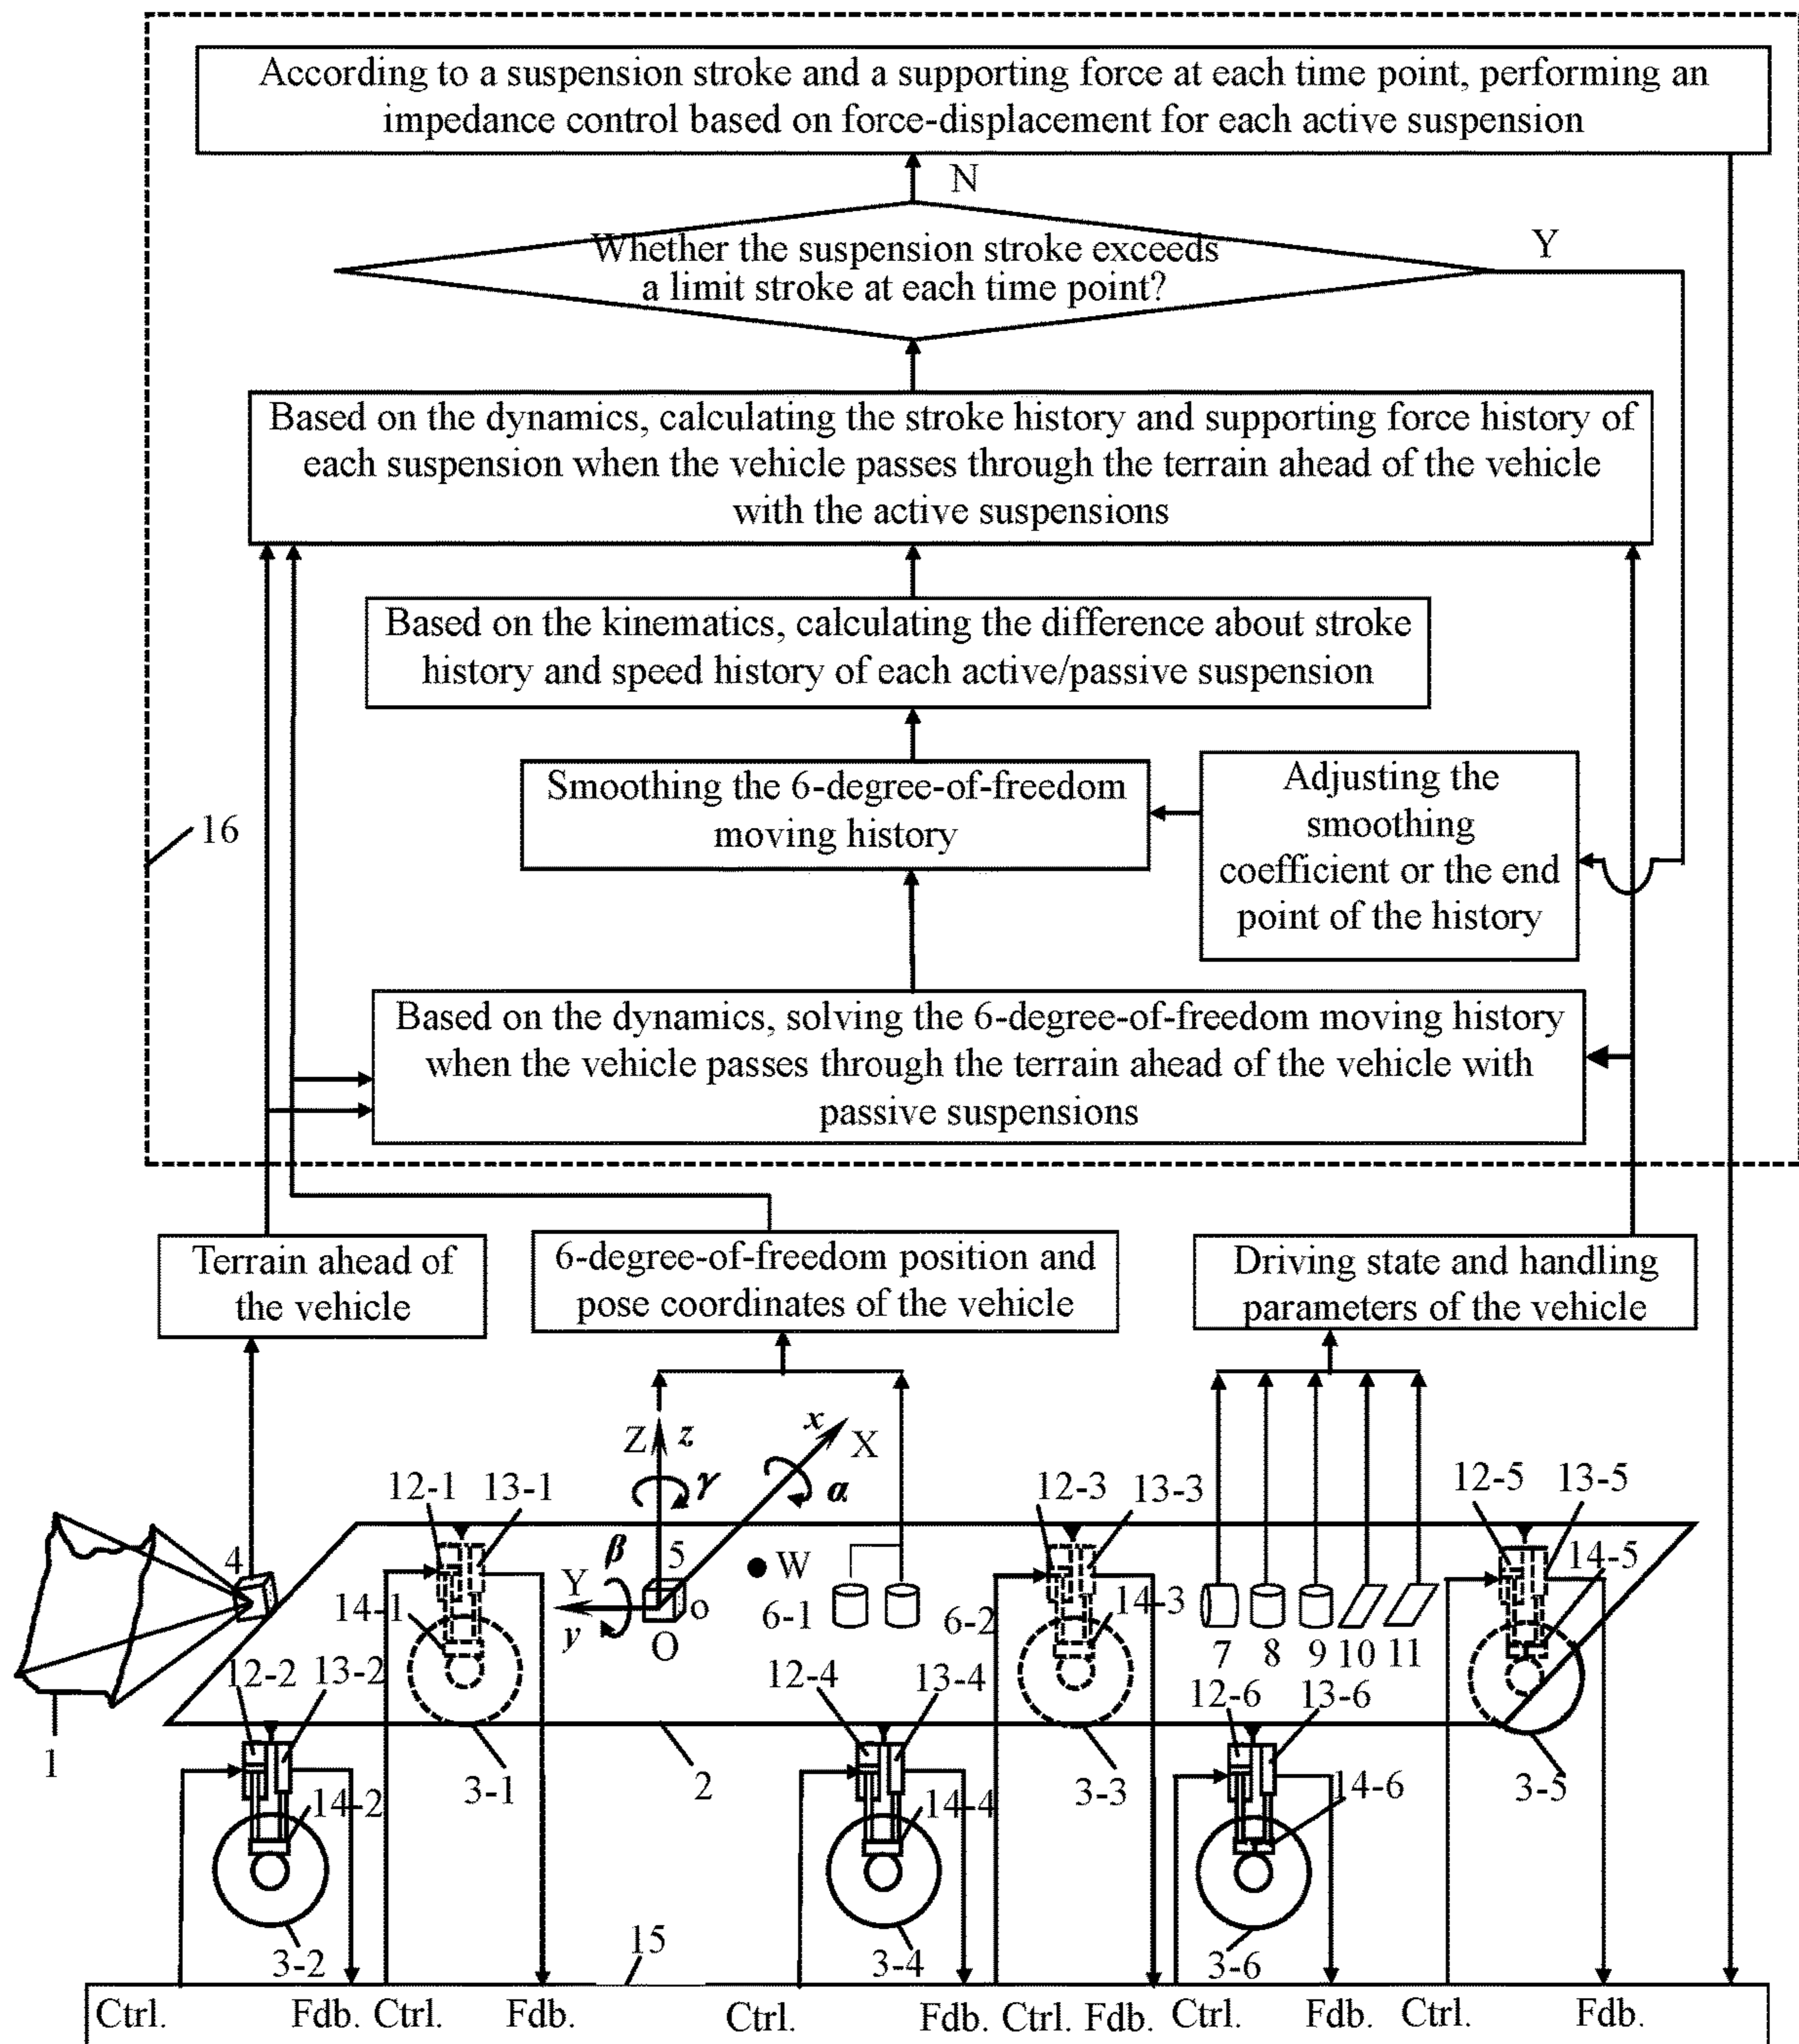 According to a suspension stroke and a supporting force at each time point, performing an
impedance control based on force-displacement for each active suspension
N
Whether the suspension stroke exceeds
a limit stroke at each time point?
Y
Based on the dynamics, calculating the stroke history and supporting force history of
each suspension when the vehicle passes through the terrain ahead of the vehicle
with the active suspensions
Based on the kinematics, calculating the difference about stroke
history and speed history of each active/passive suspension
Smoothing the 6-degree-of-freedom
moving history
Adjusting the
smoothing
coefficient or the end
point of the history
16
Based on the dynamics, solving the 6-degree-of-freedom moving history
when the vehicle passes through the terrain ahead of the vehicle with
passive suspensions
Terrain ahead of
the vehicle
6-degree-of-freedom position and
pose coordinates of the vehicle
Driving state and handling
parameters of the vehicle
Z z
x X
γ
α
12-1 13-1
12-3 13-3
12-5 13-5
4
β
5
W
14-5
Y
y
o
O
14-1
6-1
6-2
14-3
7 8 9 10 11
12-2 13-2
12-4 13-4
12-6 13-6
1
3-1
2
3-3
3-5
14-2
14-4
14-6
3-2
15
3-4
3-6
Ctrl. Fdb. Ctrl. Fdb. Ctrl. Fdb. Ctrl. Fdb. Ctrl. Fdb. Ctrl. Fdb.